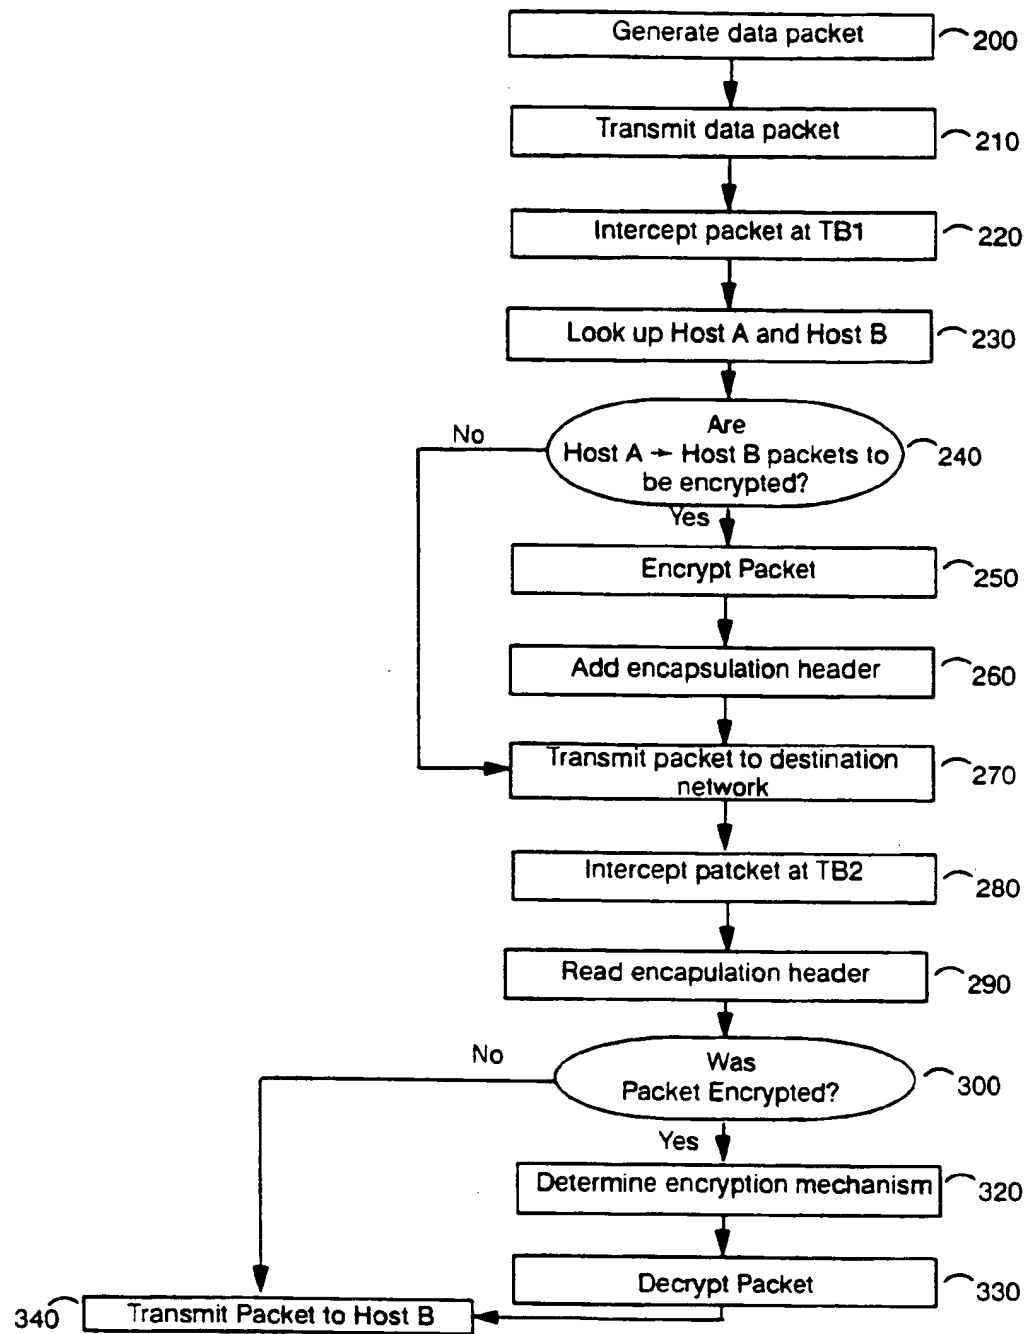 Generate data packet
200
Transmit data packet
210
Intercept packet at TB1
220
Look up Host A and Host B
230
Are
Host A → Host B packets to
be encrypted?
240
No
Yes
Encrypt Packet
250
Add encapsulation header
260
Transmit packet to destination
network
270
Intercept patcket at TB2
280
Read encapulation header
290
Was
Packet Encrypted?
300
No
Yes
Determine encryption mechanism
320
Decrypt Packet
330
340
Transmit Packet to Host B